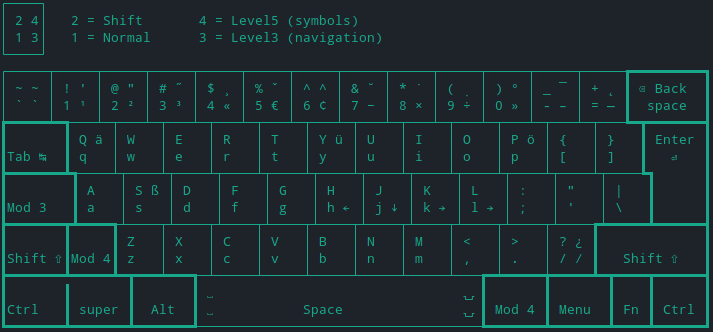 2 4 2 = Shift 4 = Level5 (symbols)
1 3 1 = Normal 3 = Level3 (navigation)
~ ~ ! ' @ " # ˝ $ ¸ % ˇ ^ ^ & ˘ * ` ( . ) ° _ ¯ + ˛ ⌫ Back
` ` 1 ¹ 2 ² 3 ³ 4 « 5 € 6 ¢ 7 − 8 × 9 ÷ 0 » - – = — space
Q ä W E R T Y ü U I O P ö { } Enter
Tab ↹ q w e r t y u i o p [ ] ⏎
A S ß D F G H J K L : " |
Mod 3 a s d f g h ← j ↓ k → l → ; ' \
Z X C V B N M < > ? ¿
Shift ⇧ Mod 4 z x c v b n m , . / / Shift ⇧
⎵ ⎵
Ctrl super Alt ⎵ Space ⎵ Mod 4 Menu Fn Ctrl